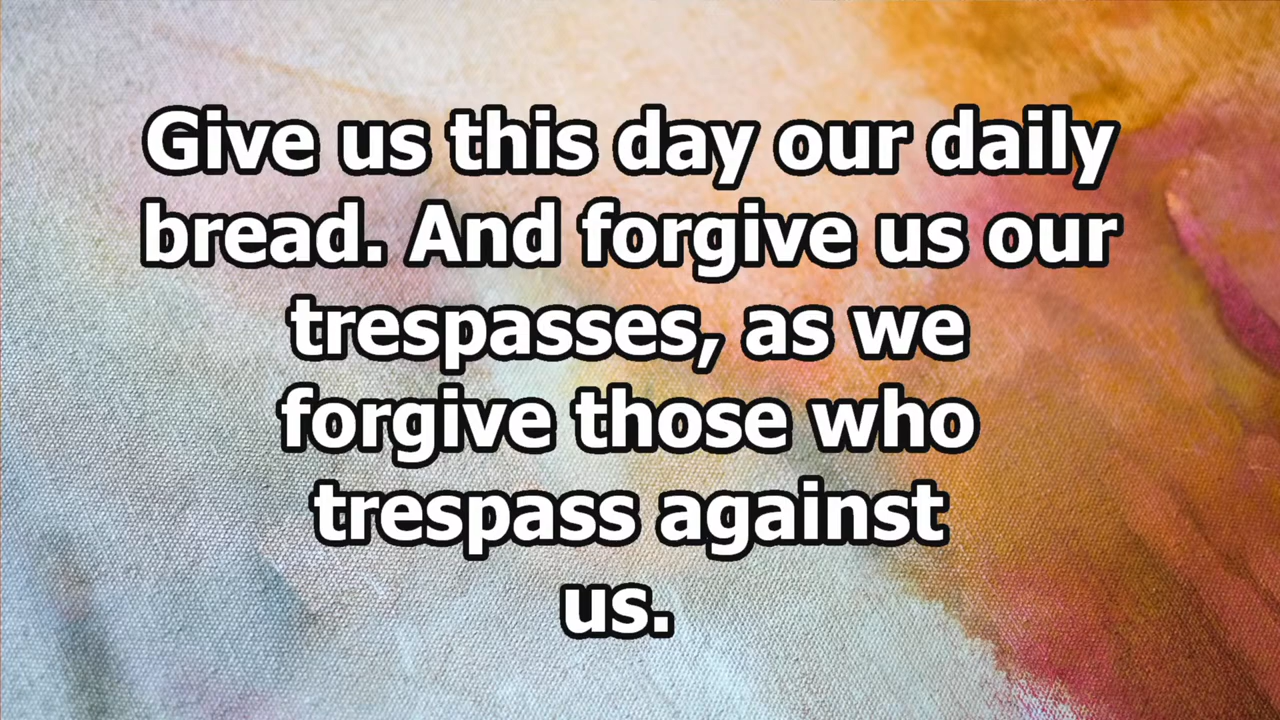 Give us this day our daily
bread. And forgive us our
trespasses, as we
forgive those who
trespass against
us.